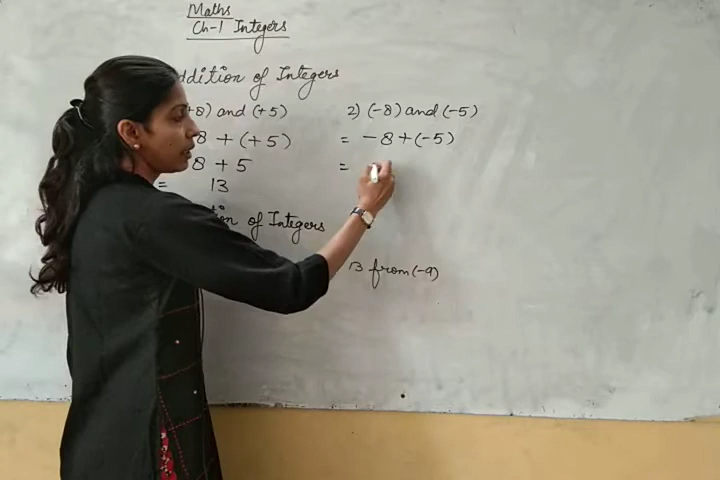 Maths
Ch-1 Integers
ddition of Integers
8) and (+5)
8 + (+5)
8 + 5
= 13
2) (-8) and (-5)
= -8+(-5)
=
of Integers
13 from (-9)